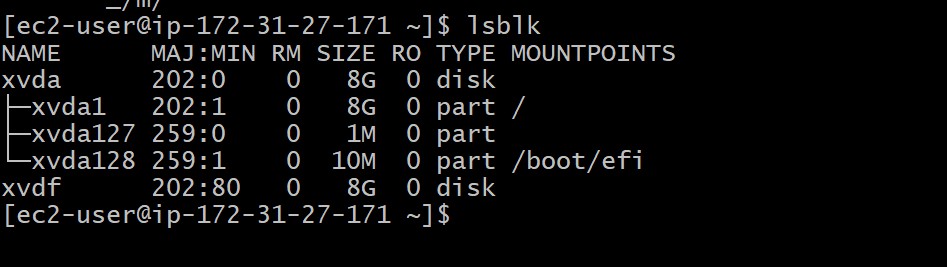 _/m/
[ec2-user@ip-172-31-27-171 ~]$ lsblk
NAME      MAJ:MIN RM SIZE RO TYPE MOUNTPOINTS
xvda      202:0    0   8G  0 disk
├─xvda1   202:1    0   8G  0 part /
├─xvda127 259:0    0   1M  0 part
└─xvda128 259:1    0  10M  0 part /boot/efi
xvdf      202:80   0   8G  0 disk
[ec2-user@ip-172-31-27-171 ~]$